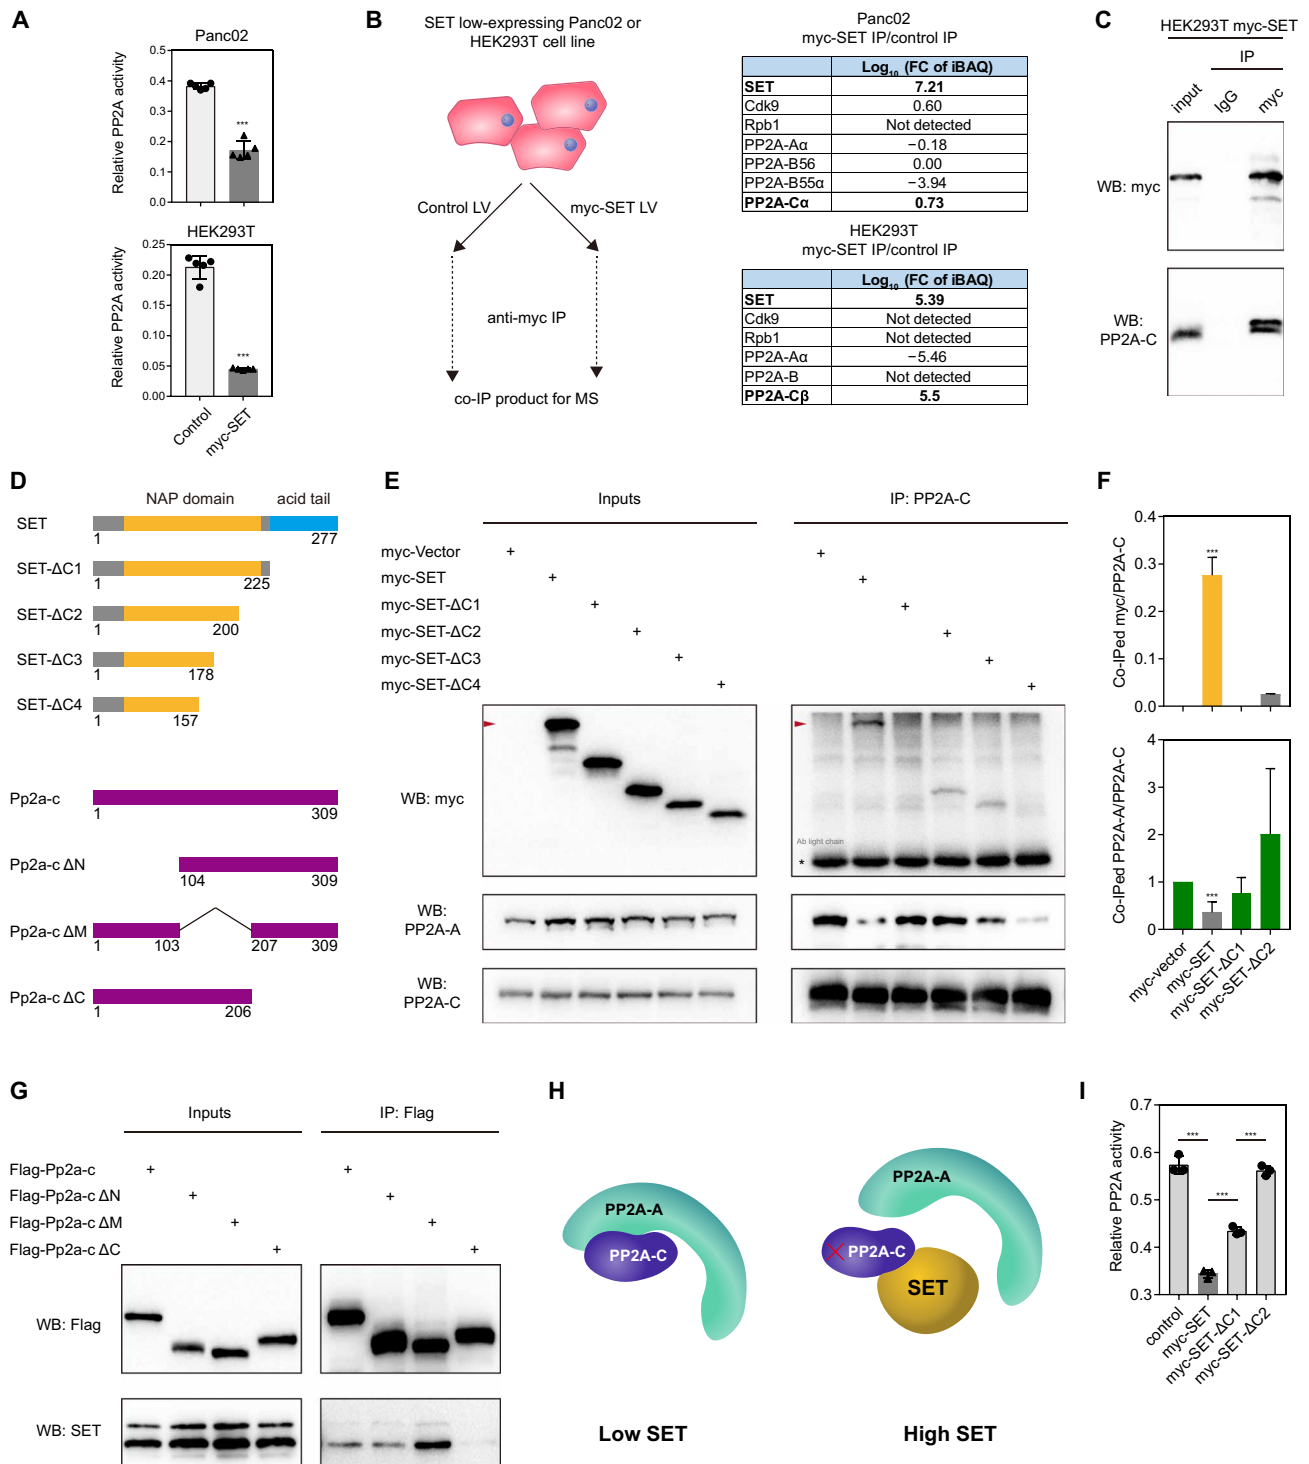 A
Panc02
Relative PP2A activity
0.5
0.4
0.3
0.2
0.1
0.0
***
HEK293T
Relative PP2A activity
0.25
0.20
0.15
0.10
0.05
0.00
***
Control
myc-SET
B
SET low-expressing Panc02 or
HEK293T cell line
Control LV
myc-SET LV
anti-myc IP
co-IP product for MS
Panc02
myc-SET IP/control IP
Log10 (FC of iBAQ)
SET 7.21
Cdk9 0.60
Rpb1 Not detected
PP2A-Aα −0.18
PP2A-B56 0.00
PP2A-B55α −3.94
PP2A-Cα 0.73
HEK293T
myc-SET IP/control IP
Log10 (FC of iBAQ)
SET 5.39
Cdk9 Not detected
Rpb1 Not detected
PP2A-Aα −5.46
PP2A-B Not detected
PP2A-Cβ 5.5
C
HEK293T myc-SET
IP
input
IgG
myc
WB: myc
WB:
PP2A-C
D
NAP domain acid tail
SET
1 277
SET-ΔC1
1 225
SET-ΔC2
1 200
SET-ΔC3
1 178
SET-ΔC4
1 157
Pp2a-c
1 309
Pp2a-c ΔN
104 309
Pp2a-c ΔM
1 103 207 309
Pp2a-c ΔC
1 206
E
Inputs IP: PP2A-C
myc-Vector + +
myc-SET + +
myc-SET-ΔC1 + +
myc-SET-ΔC2 + +
myc-SET-ΔC3 + +
myc-SET-ΔC4 + +
WB: myc
Ab light chain
*
WB:
PP2A-A
WB:
PP2A-C
F
Co-IPed myc/PP2A-C
0.4
0.3
0.2
0.1
0.0
***
Co-IPed PP2A-A/PP2A-C
4
3
2
1
0
***
myc-vector
myc-SET
myc-SET-ΔC1
myc-SET-ΔC2
G
Inputs IP: Flag
Flag-Pp2a-c + +
Flag-Pp2a-c ΔN + +
Flag-Pp2a-c ΔM + +
Flag-Pp2a-c ΔC + +
WB: Flag
WB: SET
H
PP2A-A
PP2A-C
Low SET
PP2A-A
PP2A-C
SET
High SET
I
Relative PP2A activity
0.7
0.6
0.5
0.4
0.3
*** ***
***
control
myc-SET
myc-SET-ΔC1
myc-SET-ΔC2